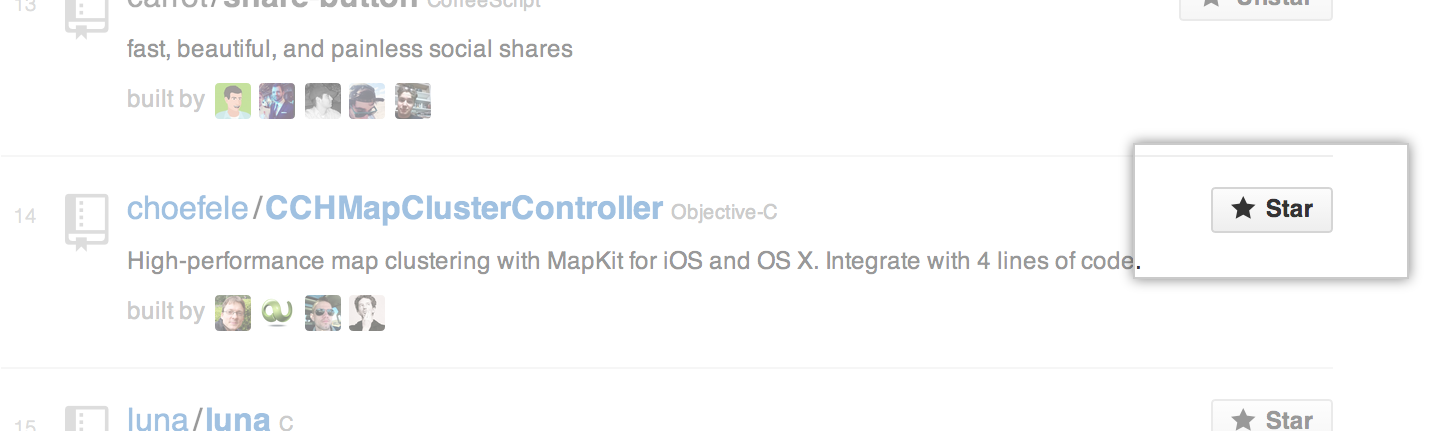 13 carrot/share-button CoffeeScript Unstar
fast, beautiful, and painless social shares
built by
14 choefele/CCHMapClusterController Objective-C Star
High-performance map clustering with MapKit for iOS and OS X. Integrate with 4 lines of code.
built by
15 luna/luna C Star